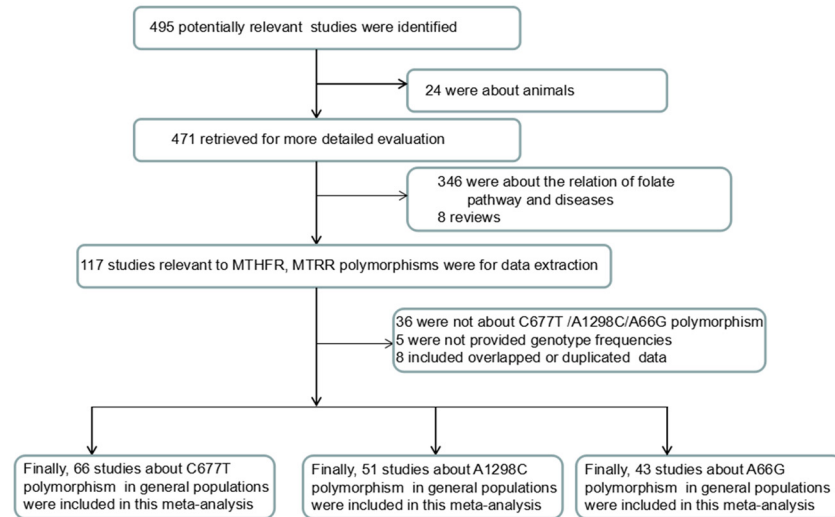 495 potentially relevant studies were identified
24 were about animals
471 retrieved for more detailed evaluation
346 were about the relation of folate
pathway and diseases
8 reviews
117 studies relevant to MTHFR, MTRR polymorphisms were for data extraction
36 were not about C677T /A1298C/A66G polymorphism
5 were not provided genotype frequencies
8 included overlapped or duplicated data
Finally, 66 studies about C677T
polymorphism in general populations
were included in this meta-analysis
Finally, 51 studies about A1298C
polymorphism in general populations
were included in this meta-analysis
Finally, 43 studies about A66G
polymorphism in general populations
were included in this meta-analysis